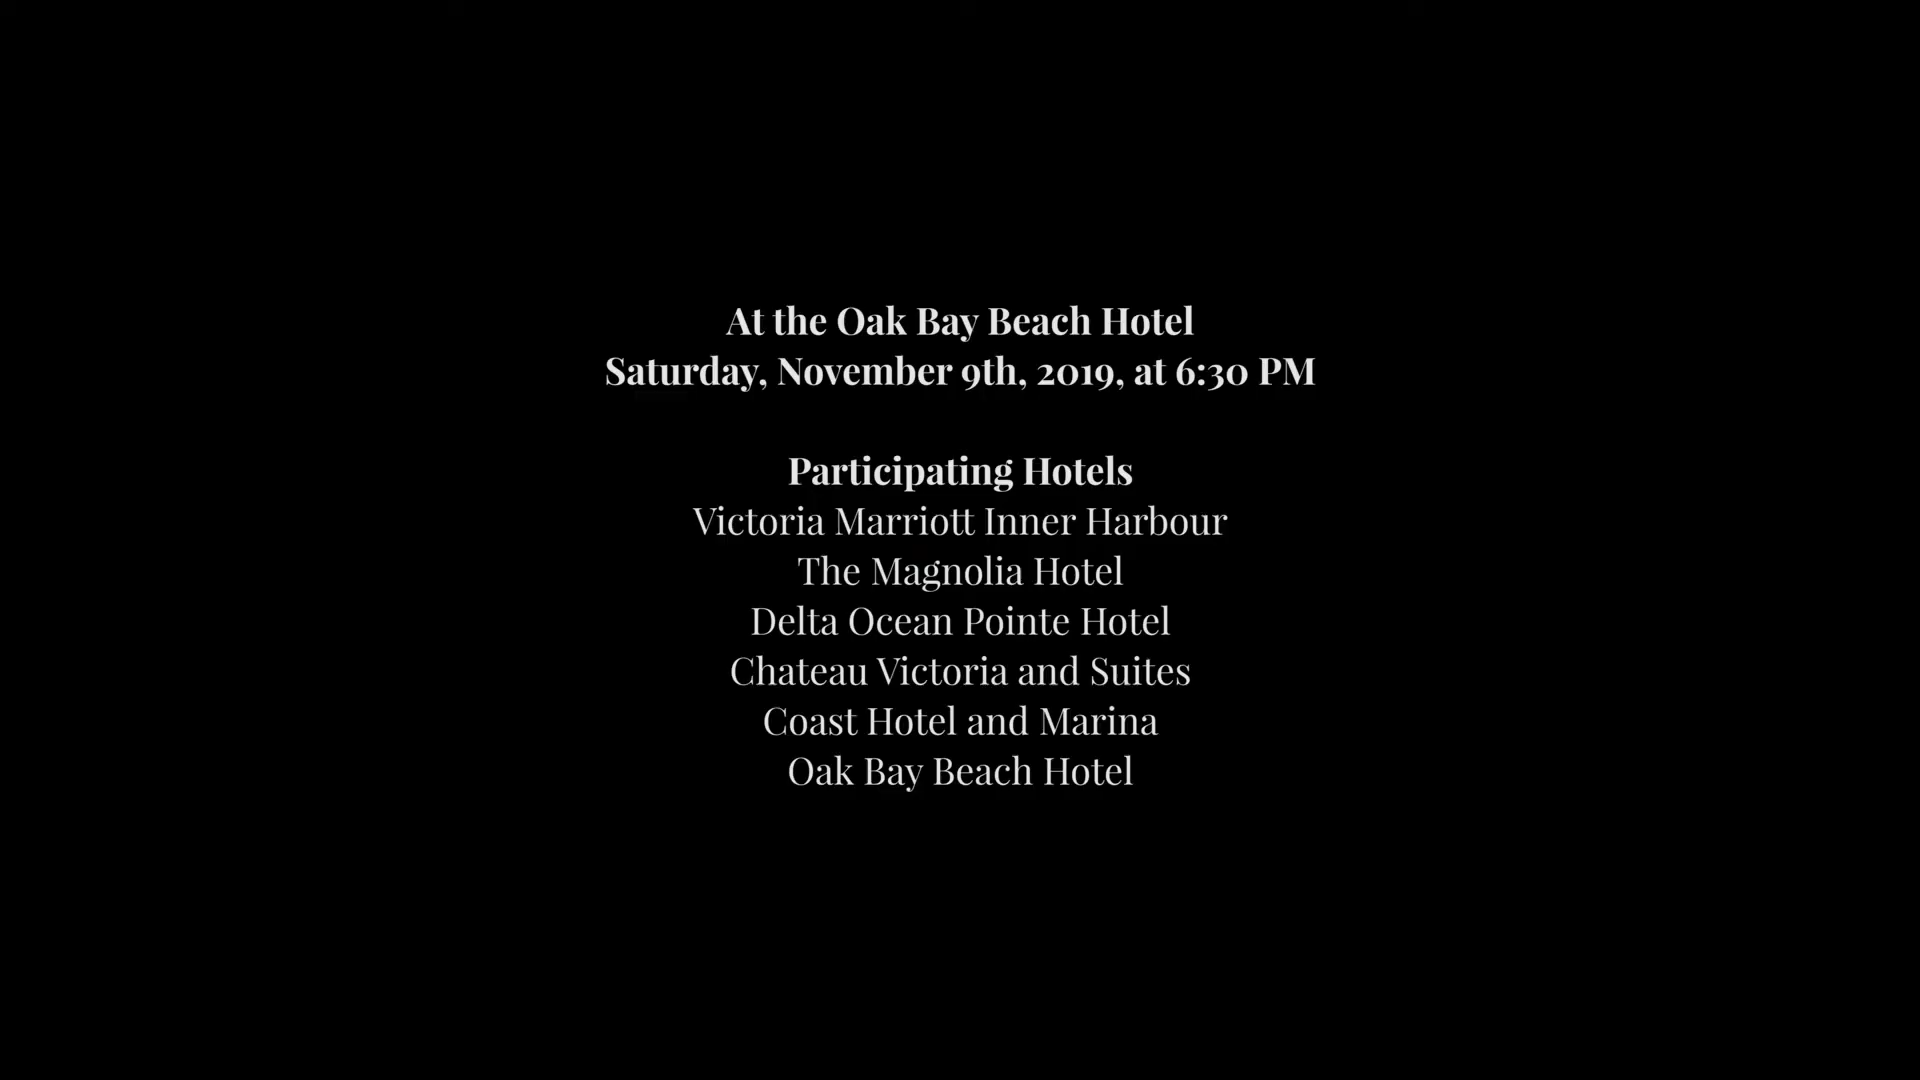 At the Oak Bay Beach Hotel
Saturday, November 9th, 2019, at 6:30 PM
Participating Hotels
Victoria Marriott Inner Harbour
The Magnolia Hotel
Delta Ocean Pointe Hotel
Chateau Victoria and Suites
Coast Hotel and Marina
Oak Bay Beach Hotel